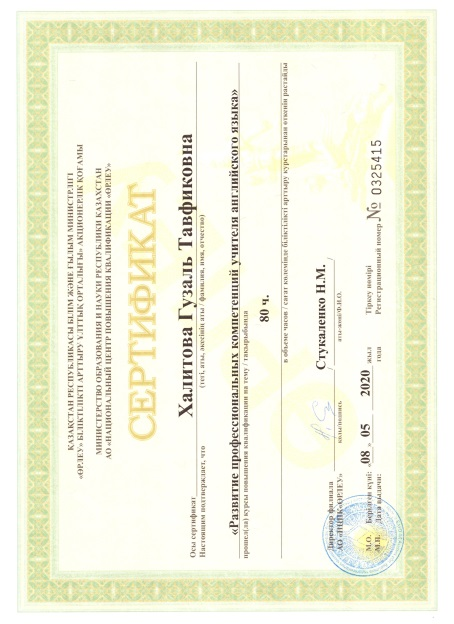 ҚАЗАҚСТАН РЕСПУБЛИКАСЫ БІЛІМ ЖӘНЕ ҒЫЛЫМ МИНИСТРЛІГІ
«ӨРЛЕУ» БІЛІКТІЛІКТІ АРТТЫРУ ҰЛТТЫҚ ОРТАЛЫҒЫ» АКЦИОНЕРЛІК ҚОҒАМЫ
МИНИСТЕРСТВО ОБРАЗОВАНИЯ И НАУКИ РЕСПУБЛИКИ КАЗАХСТАН
АО «НАЦИОНАЛЬНЫЙ ЦЕНТР ПОВЫШЕНИЯ КВАЛИФИКАЦИИ «ӨРЛЕУ»
СЕРТИФИКАТ
Осы сертификат
Настоящим подтверждает, что Халитова Гузаль Тавфиковна
(тегі, аты, әкесінің аты / фамилия, имя, отчество)
«Развитие профессиональных компетенций учителя английского языка»
прошел(ла) курсы повышения квалификации на тему / тақырыбында
80 ч.
в объеме часов / сағат көлемінде біліктілікті арттыру курстарынан өткенін растайды
Директор филиала
АО «НЦПК «ӨРЛЕУ»
Стукаленко Н.М.
қолы/подпись
аты-жөні/Ф.И.О.
М.О. Берілген күні: «08 » 05 2020 жыл Тіркеу нөмірі
М.П. Дата выдачи: года Регистрационный номер № 0325415